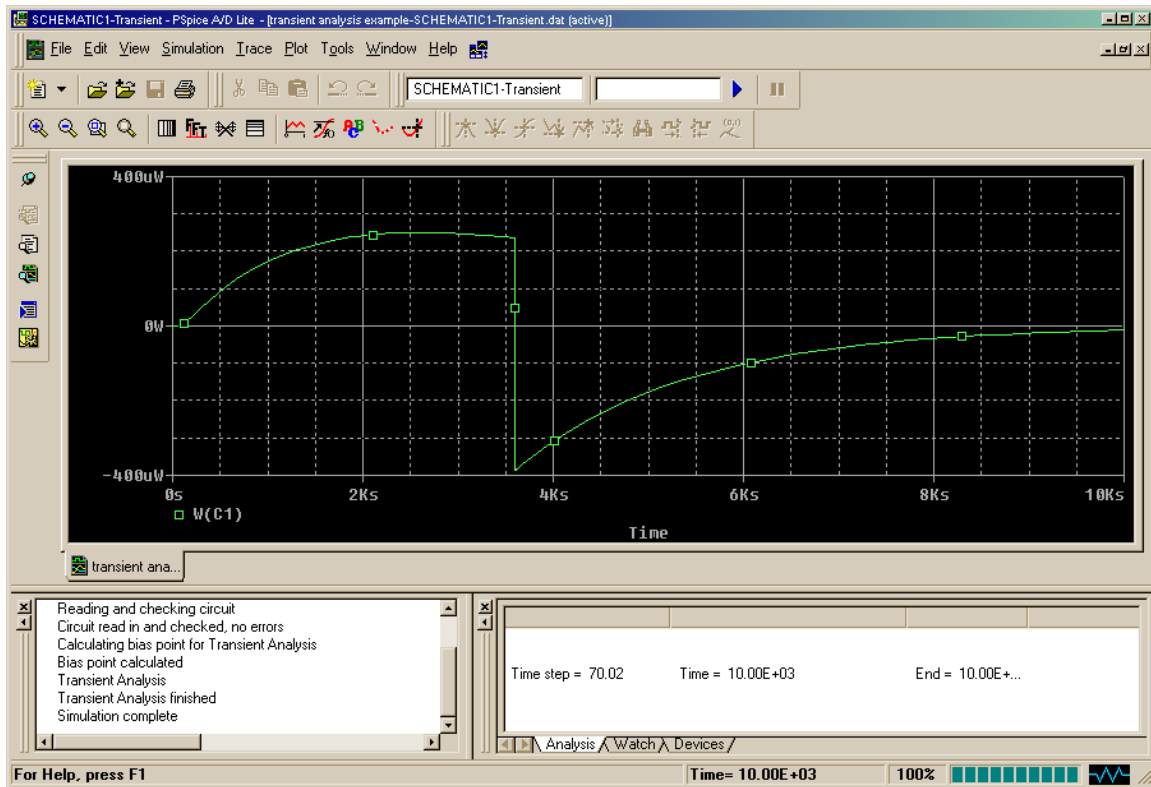 SCHEMATIC1-Transient - PSpice A/D Lite - [transient analysis example-SCHEMATIC1-Transient.dat (active)]
File Edit View Simulation Trace Plot Tools Window Help
SCHEMATIC1-Transient
400uW
0W
-400uW
0s 2Ks 4Ks 6Ks 8Ks 10Ks
W(C1)
Time
transient ana...
Reading and checking circuit
Circuit read in and checked, no errors
Calculating bias point for Transient Analysis
Bias point calculated
Transient Analysis
Transient Analysis finished
Simulation complete
Time step = 70.02 Time = 10.00E+03 End = 10.00E+...
Analysis Watch Devices
For Help, press F1 Time= 10.00E+03 100%